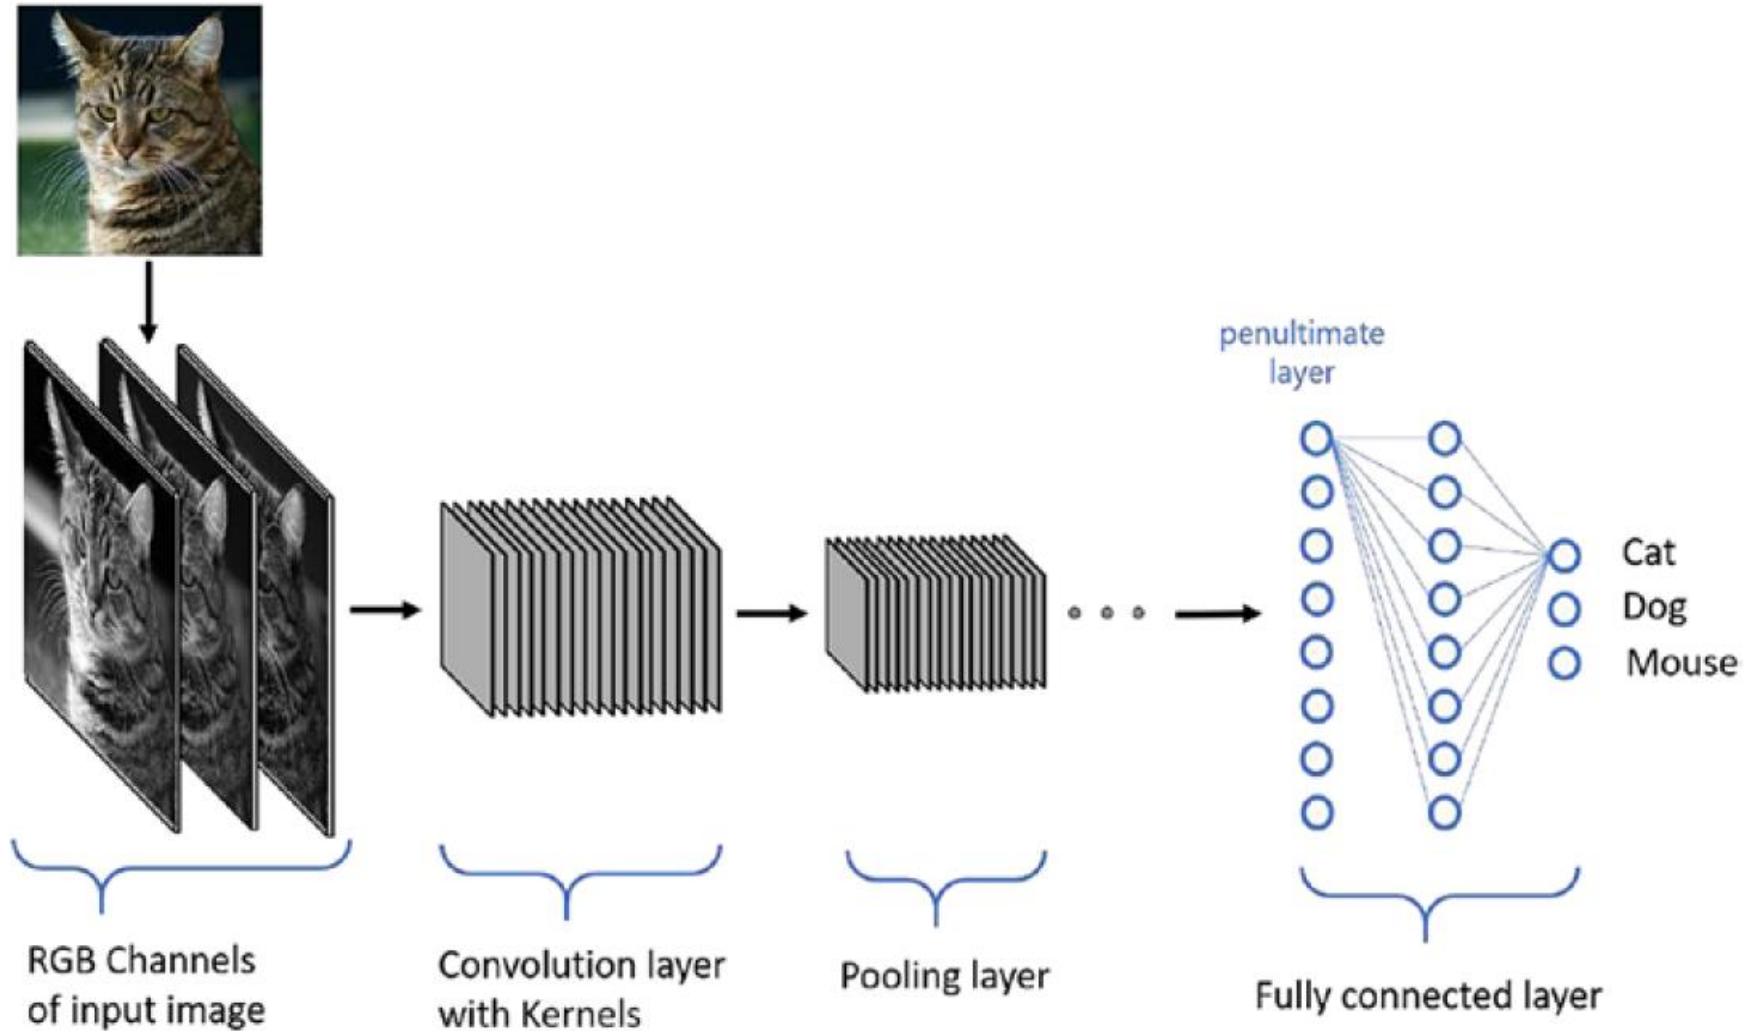 penultimate
layer
Cat
Dog
Mouse
RGB Channels
of input image
Convolution layer
with Kernels
Pooling layer
Fully connected layer